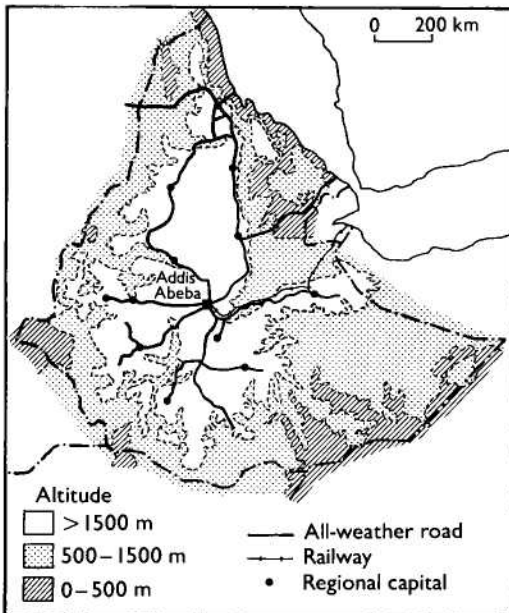 0 200 km
Addis
Abeba
Altitude
>1500 m
500–1500 m
0–500 m
All-weather road
Railway
Regional capital